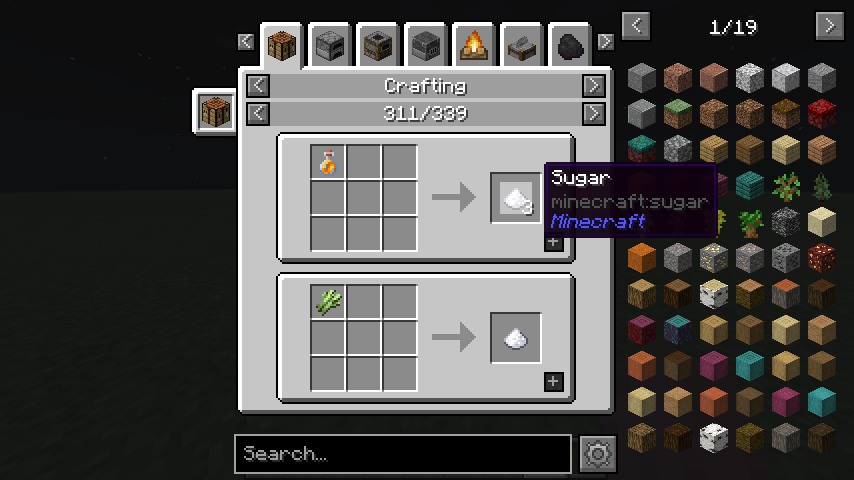 1/19
Crafting
311/339
3
Sugar
minecraft:sugar
Minecraft
+
+
Search...